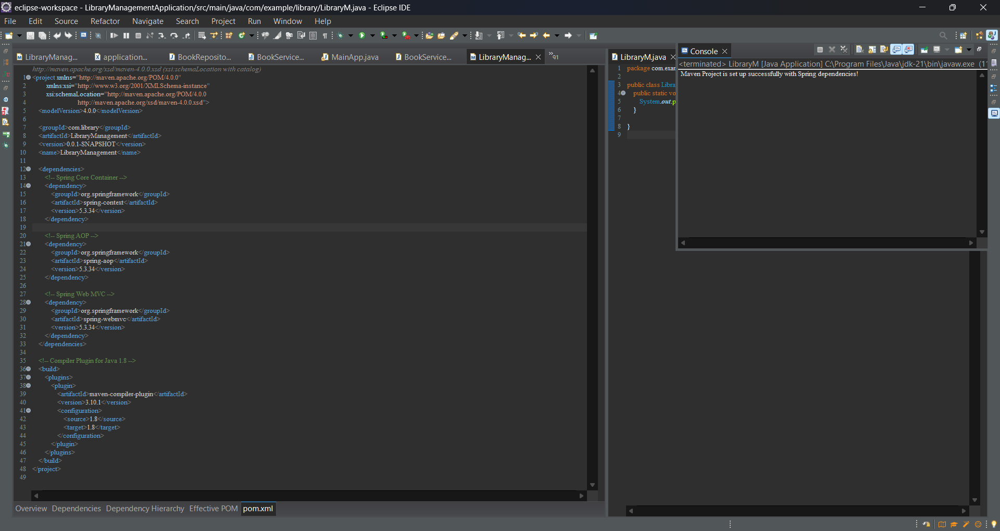 eclipse-workspace - LibraryManagementApplication/src/main/java/com/example/library/LibraryM.java - Eclipse IDE
File Edit Source Refactor Navigate Search Project Run Window Help
LibraryManag... application... BookReposito... BookService... MainApp.java BookService... LibraryManag... »91
http://maven.apache.org/xsd/maven-4.0.0.xsd (xsi:schemaLocation with catalog)
1 <project xmlns="http://maven.apache.org/POM/4.0.0"
2 xmlns:xsi="http://www.w3.org/2001/XMLSchema-instance"
3 xsi:schemaLocation="http://maven.apache.org/POM/4.0.0
4 http://maven.apache.org/xsd/maven-4.0.0.xsd">
5 <modelVersion>4.0.0</modelVersion>
6
7 <groupId>com.library</groupId>
8 <artifactId>LibraryManagement</artifactId>
9 <version>0.0.1-SNAPSHOT</version>
10 <name>LibraryManagement</name>
11
12 <dependencies>
13 <!-- Spring Core Container -->
14 <dependency>
15 <groupId>org.springframework</groupId>
16 <artifactId>spring-context</artifactId>
17 <version>5.3.34</version>
18 </dependency>
19
20 <!-- Spring AOP -->
21 <dependency>
22 <groupId>org.springframework</groupId>
23 <artifactId>spring-aop</artifactId>
24 <version>5.3.34</version>
25 </dependency>
26
27 <!-- Spring Web MVC -->
28 <dependency>
29 <groupId>org.springframework</groupId>
30 <artifactId>spring-webmvc</artifactId>
31 <version>5.3.34</version>
32 </dependency>
33 </dependencies>
34
35 <!-- Compiler Plugin for Java 1.8 -->
36 <build>
37 <plugins>
38 <plugin>
39 <artifactId>maven-compiler-plugin</artifactId>
40 <version>3.10.1</version>
41 <configuration>
42 <source>1.8</source>
43 <target>1.8</target>
44 </configuration>
45 </plugin>
46 </plugins>
47 </build>
48 </project>
49
Overview Dependencies Dependency Hierarchy Effective POM pom.xml
LibraryM.java
1 package com.exar
2
3 public class Libra
4 public static vo
5 System.out.p
6 }
7
8 }
9
Console
<terminated> LibraryM [Java Application] C:\Program Files\Java\jdk-21\bin\javaw.exe (1
Maven Project is set up successfully with Spring dependencies!